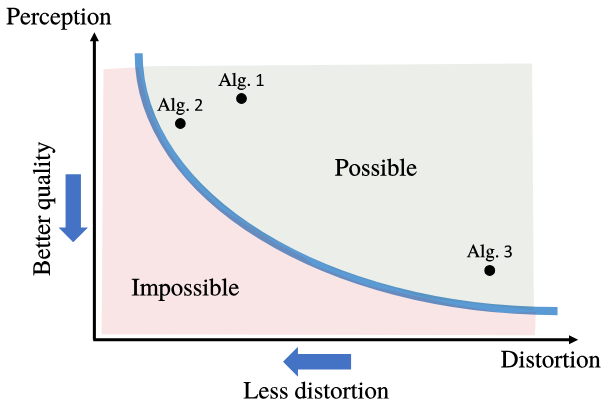 Perception
Alg. 1
Alg. 2
Possible
Better quality
Alg. 3
Impossible
Distortion
Less distortion